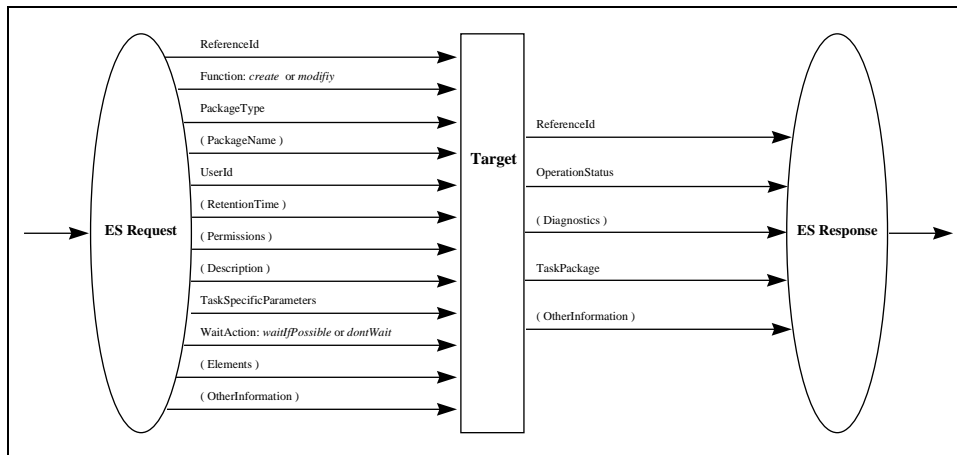 ReferenceId
Function: create or modifiy
PackageType
( PackageName )
UserId
( RetentionTime )
ES Request
( Permissions )
( Description )
TaskSpecificParameters
WaitAction: waitIfPossible or dontWait
( Elements )
( OtherInformation )
Target
ReferenceId
OperationStatus
( Diagnostics )
TaskPackage
( OtherInformation )
ES Response